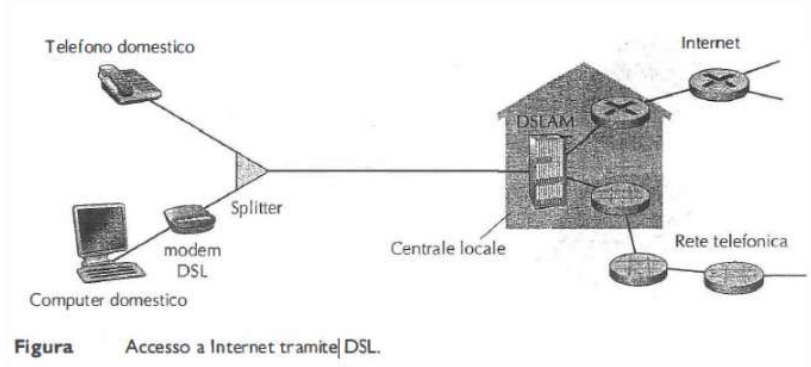 Telefono domestico
Internet
DSLAM
Splitter
modem
DSL
Centrale locale
Rete telefonica
Computer domestico
Figura Accesso a Internet tramite DSL.